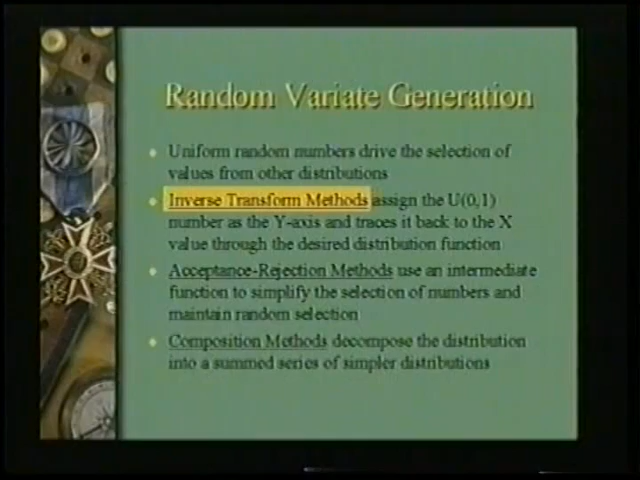 Random Variate Generation
Uniform random numbers drive the selection of
values from other distributions
Inverse Transform Methods assign the U(0,1)
number as the Y-axis and traces it back to the X
value through the desired distribution function
Acceptance-Rejection Methods use an intermediate
function to simplify the selection of numbers and
maintain random selection
Composition Methods decompose the distribution
into a summed series of simpler distributions